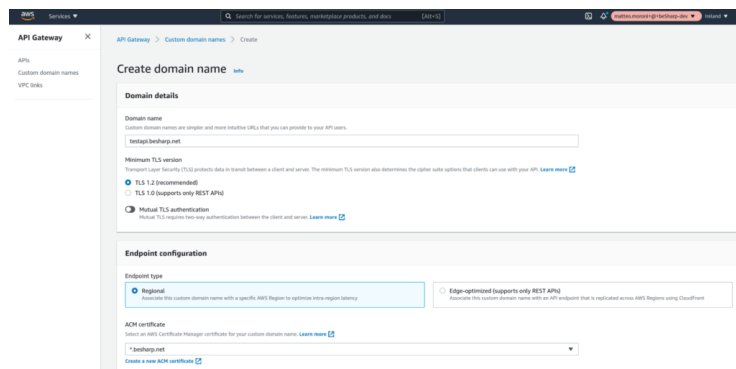 aws
Services ▼
Search for services, features, marketplace products, and docs
[Alt+S]
Ireland ▼
API Gateway
×
APIs
Custom domain names
VPC links
API Gateway > Custom domain names > Create
Create domain name Info
Domain details
Domain name
Custom domain names are simpler and more intuitive URLs that you can provide to your API users.
testapi.besharp.net
Minimum TLS version
Transport Layer Security (TLS) protects data in transit between a client and server. The minimum TLS version also determines the cipher suite options that clients can use with your API. Learn more
TLS 1.2 (recommended)
TLS 1.0 (supports only REST APIs)
Mutual TLS authentication
Mutual TLS requires two-way authentication between the client and server. Learn more
Endpoint configuration
Endpoint type
Regional
Associate this custom domain name with a specific AWS Region to optimize intra-region latency
Edge-optimized (supports only REST APIs)
Associate this custom domain name with an API endpoint that is replicated across AWS Regions using CloudFront
ACM certificate
Select an AWS Certificate Manager certificate for your custom domain name. Learn more
*.besharp.net
Create a new ACM certificate